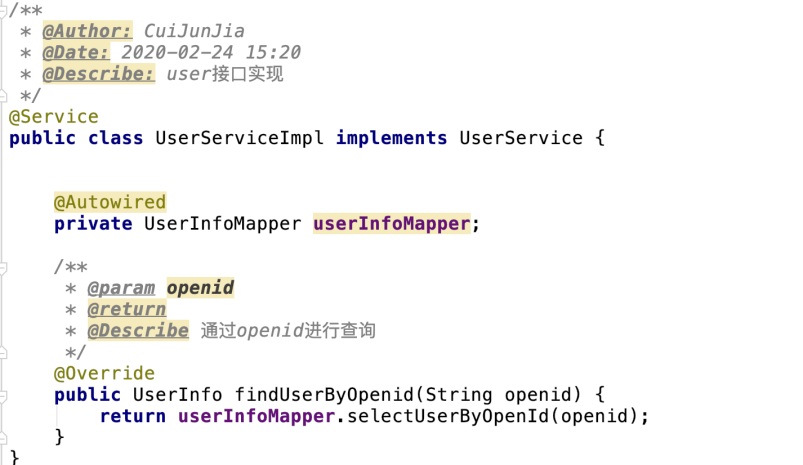 /**
 * @Author: CuiJunJia
 * @Date: 2020-02-24 15:20
 * @Describe: user接口实现
 */
@Service
public class UserServiceImpl implements UserService {
    @Autowired
    private UserInfoMapper userInfoMapper;
    /**
     * @param openid
     * @return
     * @Describe 通过openid进行查询
     */
    @Override
    public UserInfo findUserByOpenid(String openid) {
        return userInfoMapper.selectUserByOpenId(openid);
    }
}